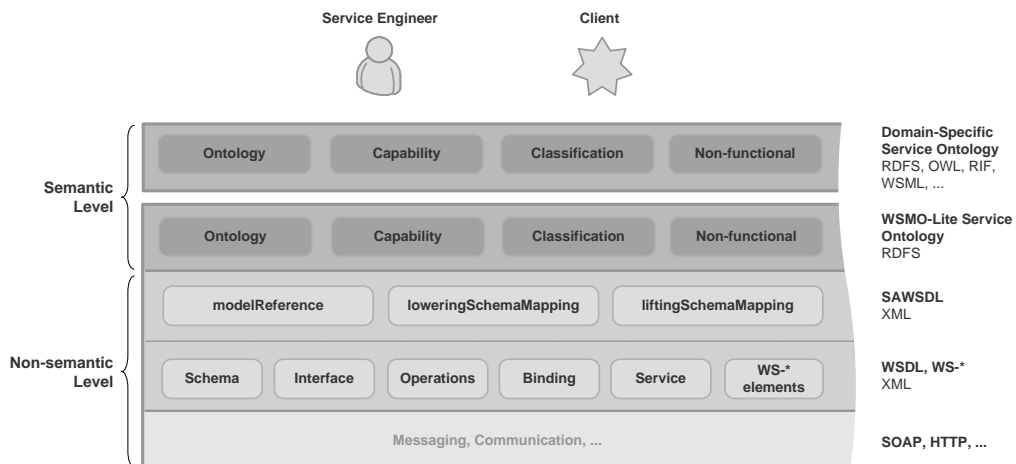 Service Engineer
Client
Ontology
Capability
Classification
Non-functional
Domain-Specific
Service Ontology
RDFS, OWL, RIF,
WSML, ...
Semantic
Level
Ontology
Capability
Classification
Non-functional
WSMO-Lite Service
Ontology
RDFS
modelReference
loweringSchemaMapping
liftingSchemaMapping
SAWSDL
XML
Non-semantic
Level
Schema
Interface
Operations
Binding
Service
WS-*
elements
WSDL, WS-*
XML
Messaging, Communication, ...
SOAP, HTTP, ...